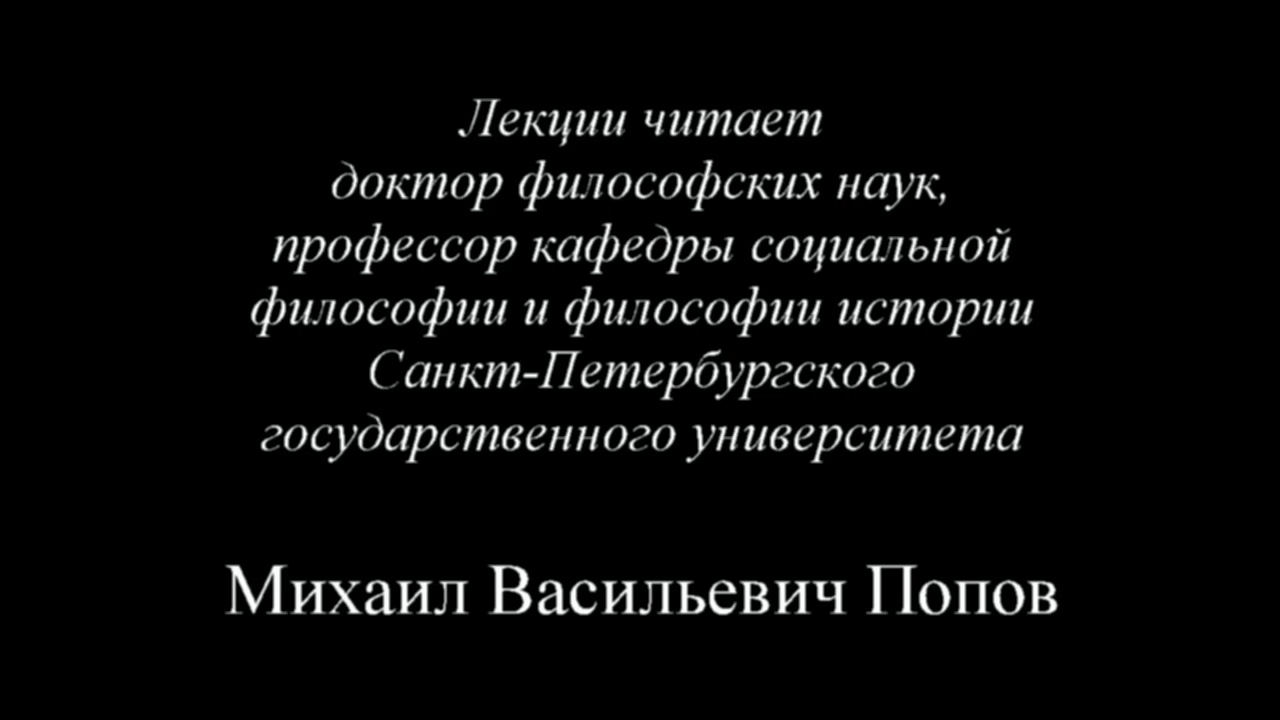 Лекции читает
доктор философских наук,
профессор кафедры социальной
философии и философии истории
Санкт-Петербургского
государственного университета
Михаил Васильевич Попов